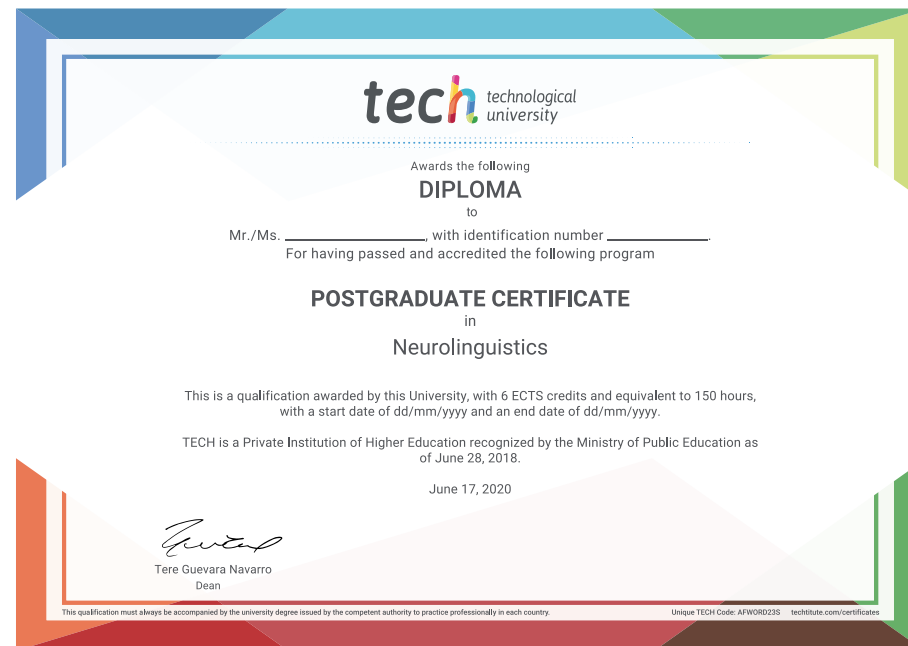 tech technological
university
Awards the following
DIPLOMA
to
Mr./Ms. ____________, with identification number ____________.
For having passed and accredited the following program
POSTGRADUATE CERTIFICATE
in
Neurolinguistics
This is a qualification awarded by this University, with 6 ECTS credits and equivalent to 150 hours,
with a start date of dd/mm/yyyy and an end date of dd/mm/yyyy.
TECH is a Private Institution of Higher Education recognized by the Ministry of Public Education as
of June 28, 2018.
June 17, 2020
Tere Guevara Navarro
Dean
This qualification must always be accompanied by the university degree issued by the competent authority to practice professionally in each country.
Unique TECH Code: AFWORD23S techtitute.com/certificates